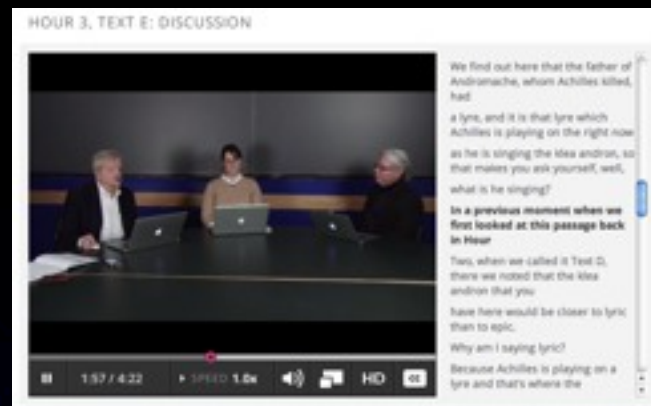 HOUR 3, TEXT E: DISCUSSION
We find out here that the father of
Andromache, whom Achilles killed,
had
a lyre, and it is that lyre which
Achilles is playing on the right now
as he is singing the klea andron, so
that makes you ask yourself, well,
what is he singing?
In a previous moment when we
first looked at this passage back
in Hour
Two, when we called it Text D,
there we noted that the klea
andron that you
have here would be closer to lyric
than to epic.
Why am I saying lyric?
Because Achilles is playing on a
lyre and that's where the
1:57 / 4:22
SPEED 1.0x
HD
CC